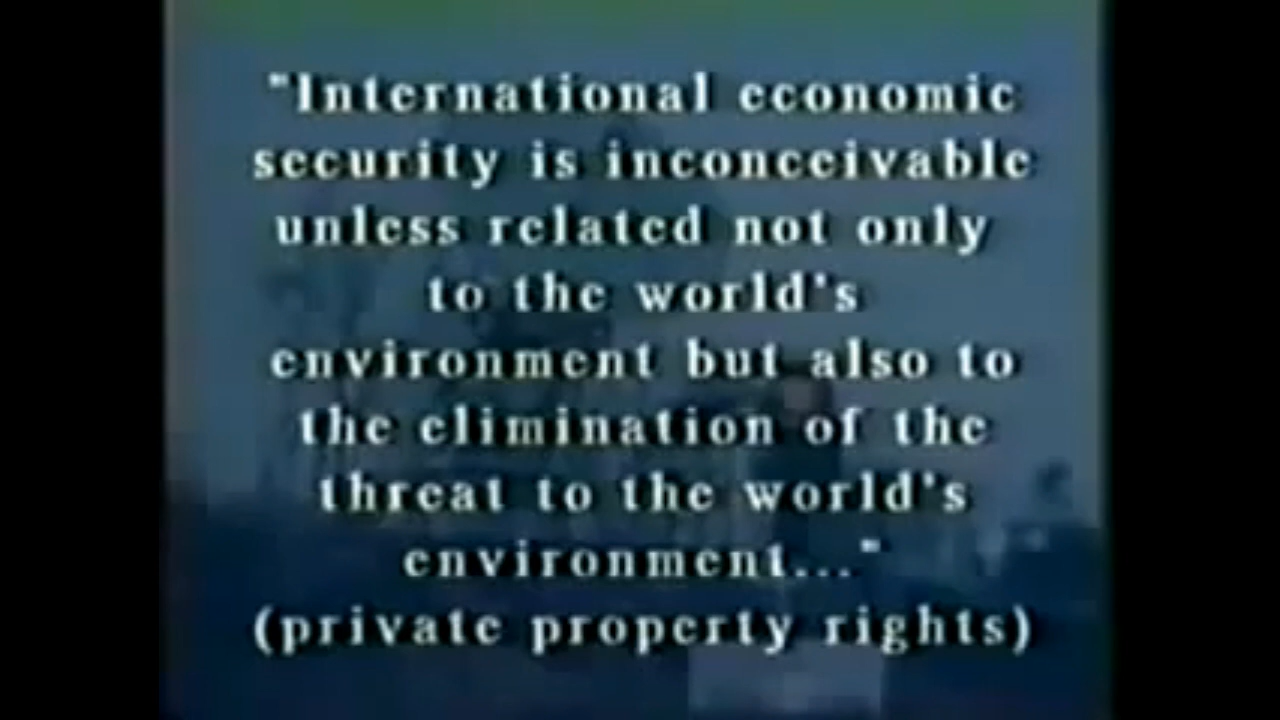 "International economic
security is inconceivable
unless related not only
to the world's
environment but also to
the elimination of the
threat to the world's
environment..."
(private property rights)